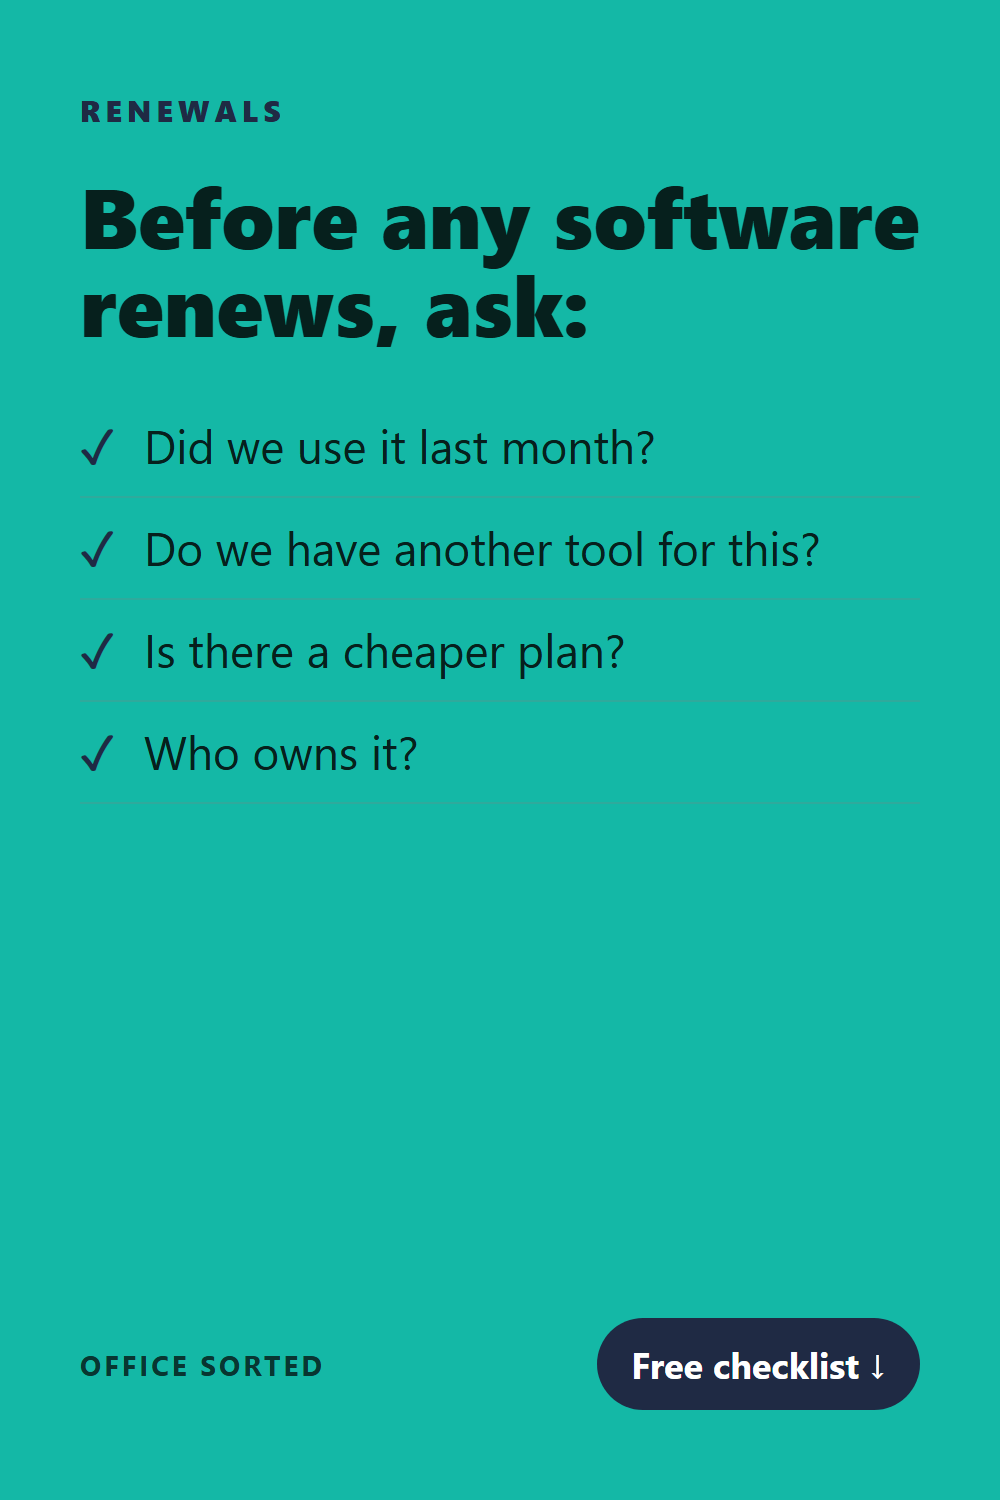 RENEWALS
Before any software
renews, ask:
✓ Did we use it last month?
✓ Do we have another tool for this?
✓ Is there a cheaper plan?
✓ Who owns it?
OFFICE SORTED
Free checklist ↓